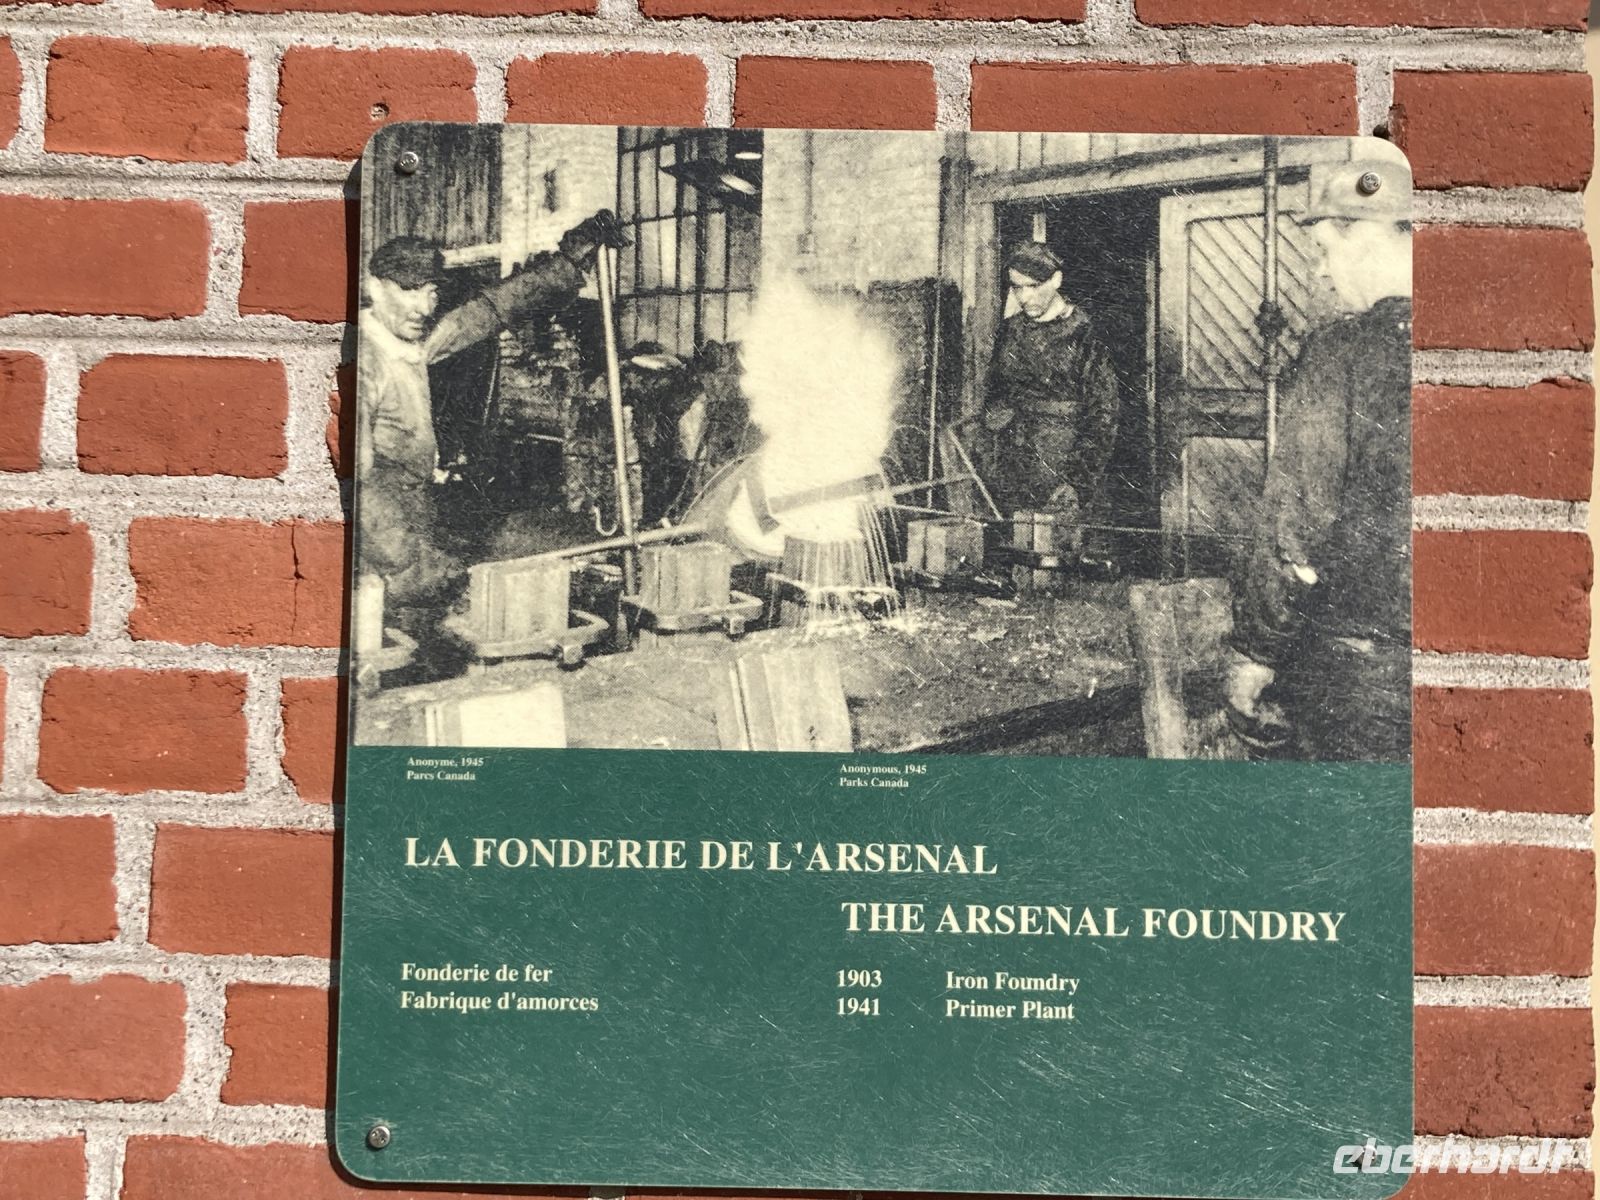 Anonyme, 1945
Parcs Canada
Anonymous, 1945
Parks Canada
LA FONDERIE DE L'ARSENAL
THE ARSENAL FOUNDRY
Fonderie de fer 1903 Iron Foundry
Fabrique d'amorces 1941 Primer Plant
eberhardt